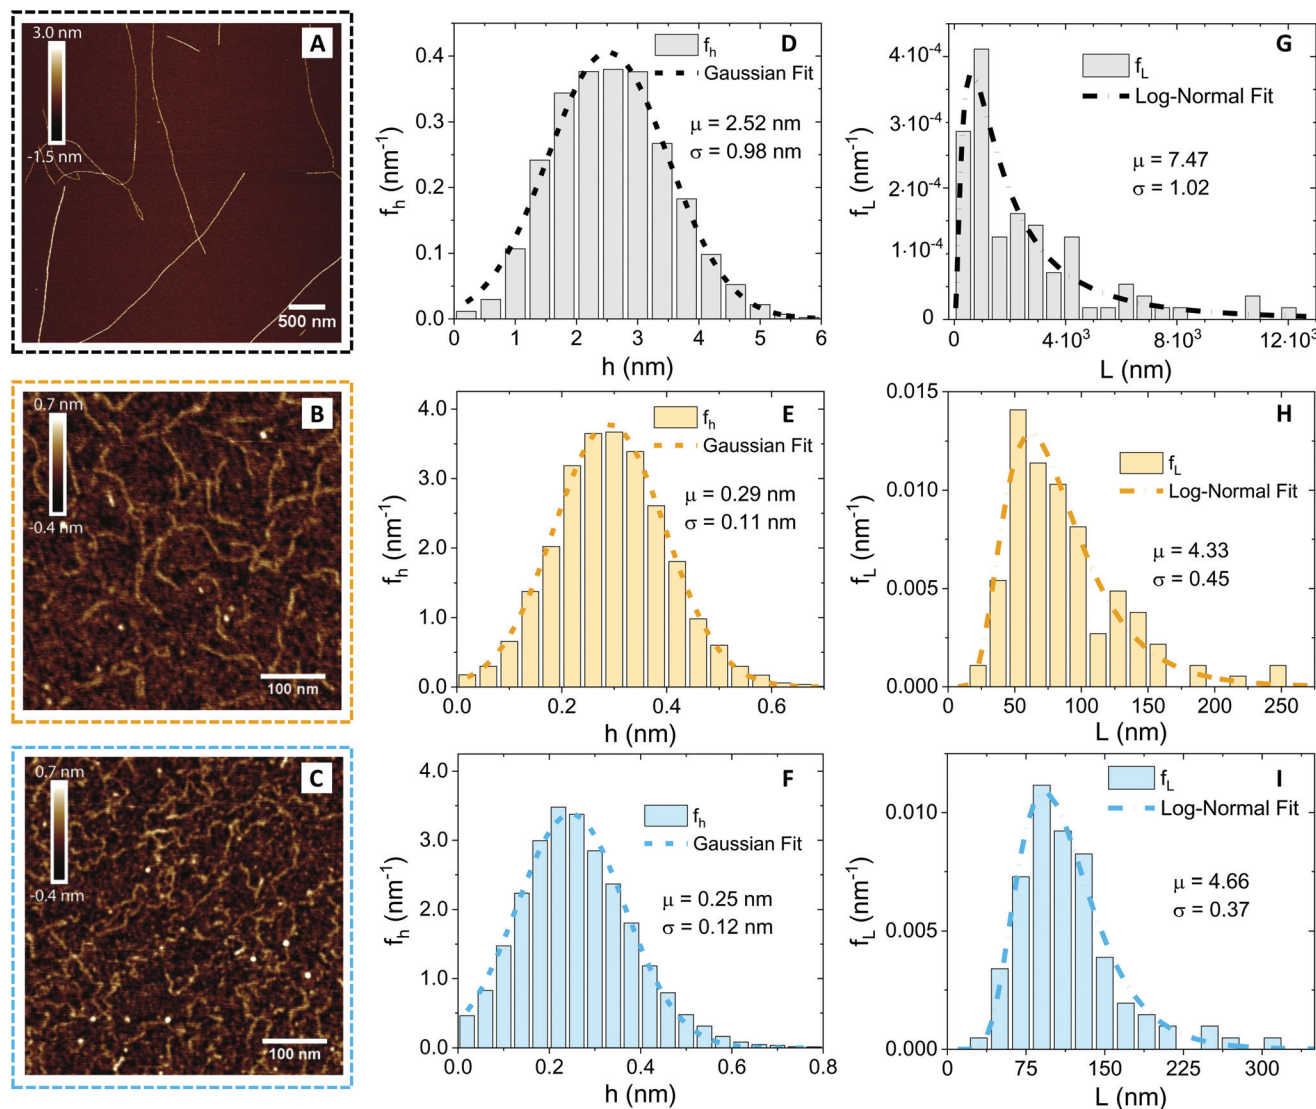 A
3.0 nm
-1.5 nm
500 nm
D
f_h
Gaussian Fit
μ = 2.52 nm
σ = 0.98 nm
0.4
0.3
0.2
0.1
0.0
f_h (nm⁻¹)
0 1 2 3 4 5 6
h (nm)
G
f_L
Log-Normal Fit
μ = 7.47
σ = 1.02
4·10⁻⁴
3·10⁻⁴
2·10⁻⁴
1·10⁻⁴
0
f_L (nm⁻¹)
0 4·10³ 8·10³ 12·10³
L (nm)
B
0.7 nm
-0.4 nm
100 nm
E
f_h
Gaussian Fit
μ = 0.29 nm
σ = 0.11 nm
4.0
3.0
2.0
1.0
0.0
f_h (nm⁻¹)
0.0 0.2 0.4 0.6
h (nm)
H
f_L
Log-Normal Fit
μ = 4.33
σ = 0.45
0.015
0.010
0.005
0.000
f_L (nm⁻¹)
0 50 100 150 200 250
L (nm)
C
0.7 nm
-0.4 nm
100 nm
F
f_h
Gaussian Fit
μ = 0.25 nm
σ = 0.12 nm
4.0
3.0
2.0
1.0
0.0
f_h (nm⁻¹)
0.0 0.2 0.4 0.6 0.8
h (nm)
I
f_L
Log-Normal Fit
μ = 4.66
σ = 0.37
0.010
0.005
0.000
f_L (nm⁻¹)
0 75 150 225 300
L (nm)